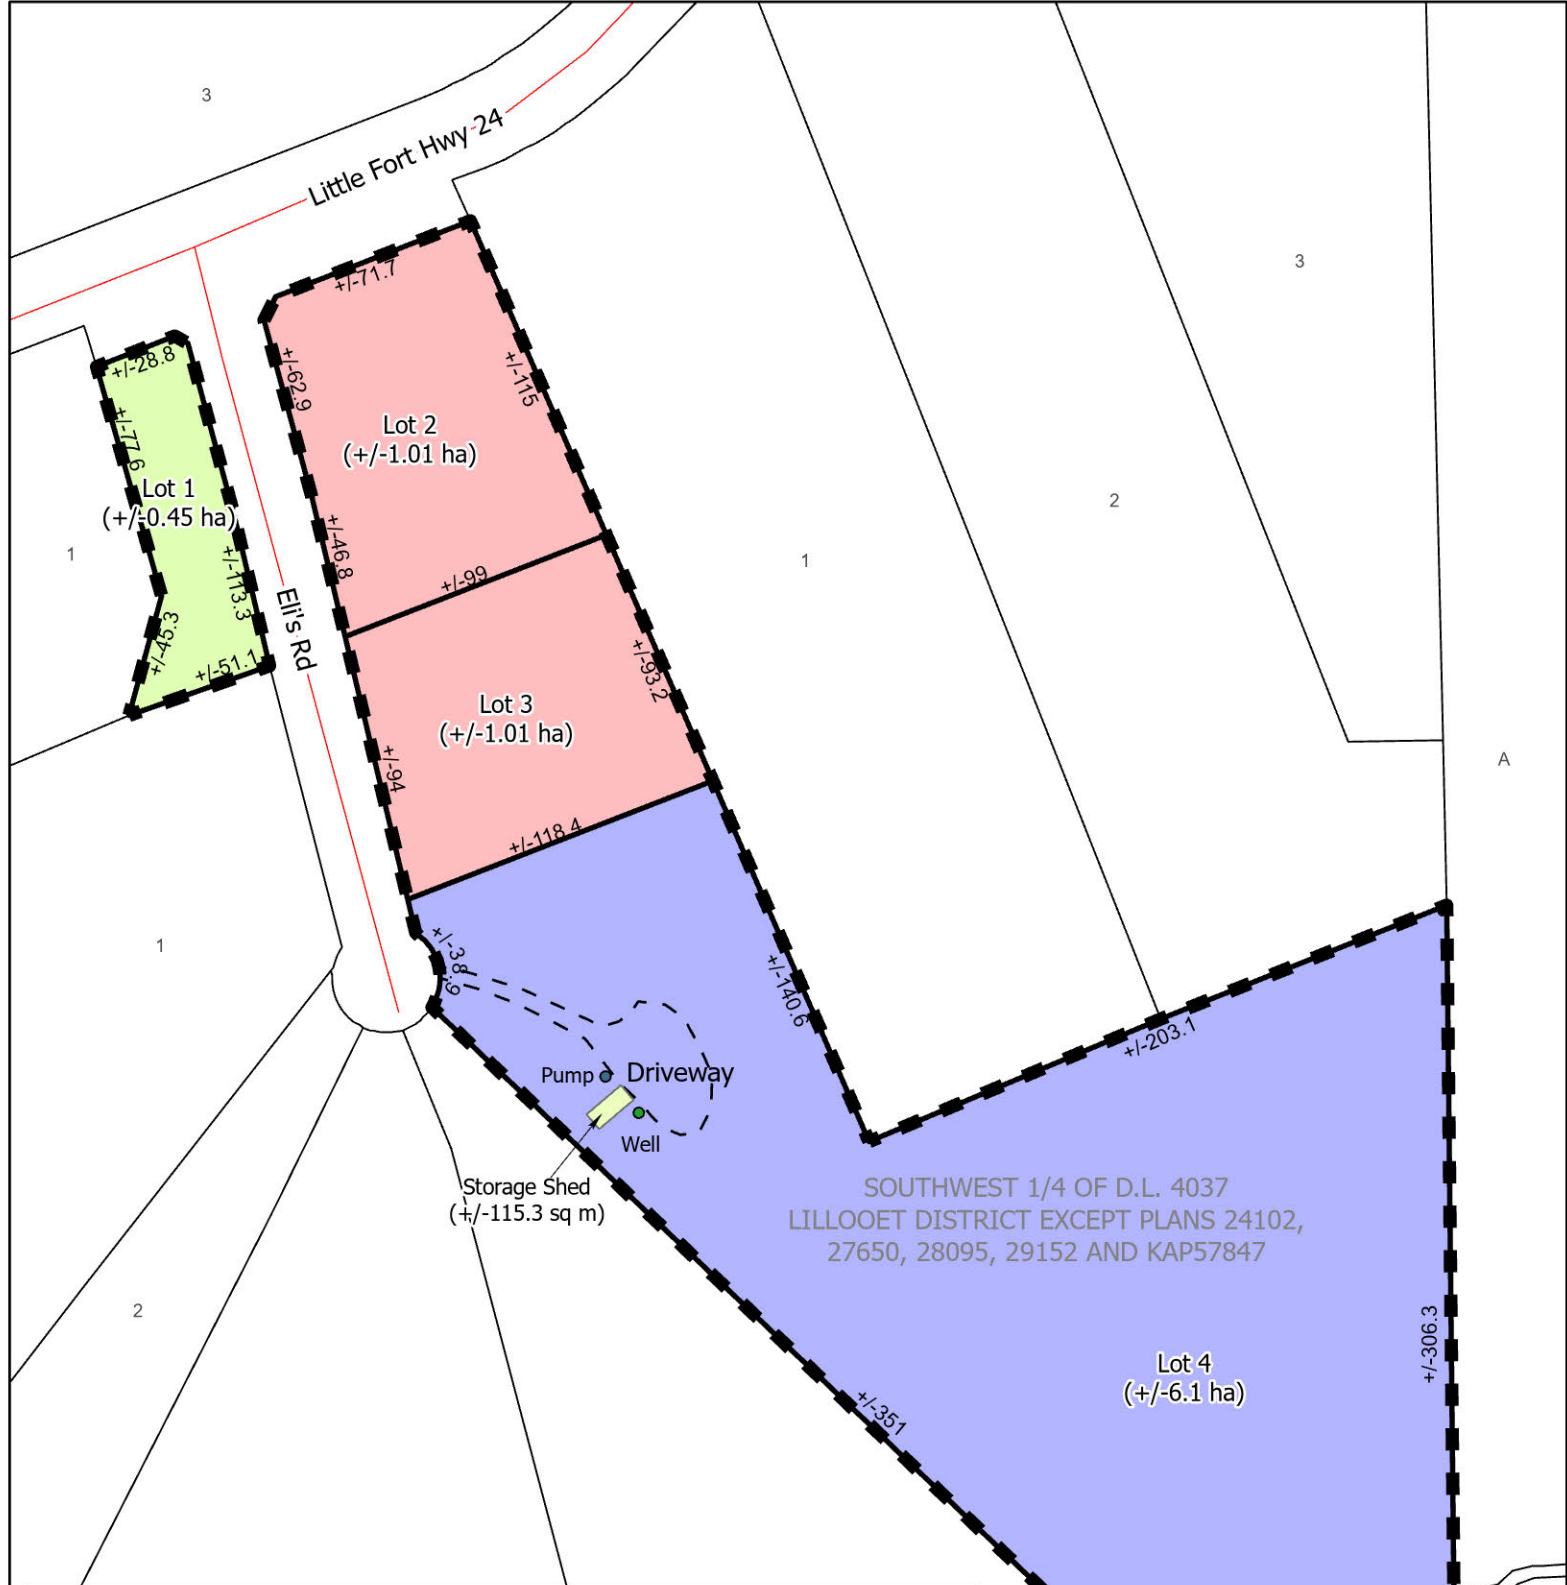 3
Little Fort Hwy 24
+/-71.7
3
+/-28.8
+/-62.9
+/-115
+/-77.6
Lot 2
(+/-1.01 ha)
Lot 1
(+/-0.45 ha)
2
1
1
+/-46.8
+/-113.3
+/-99
Eli's Rd
+/-45.3
+/-51.1
+/-93.2
Lot 3
(+/-1.01 ha)
+/-94
A
+/-118.4
1
+/-3.8
+/-140.6
+/-203.1
Pump
Driveway
Well
Storage Shed
(+/-115.3 sq m)
SOUTHWEST 1/4 OF D.L. 4037
LILLOOET DISTRICT EXCEPT PLANS 24102,
27650, 28095, 29152 AND KAP57847
2
+/-306.3
Lot 4
(+/-6.1 ha)
+/-351